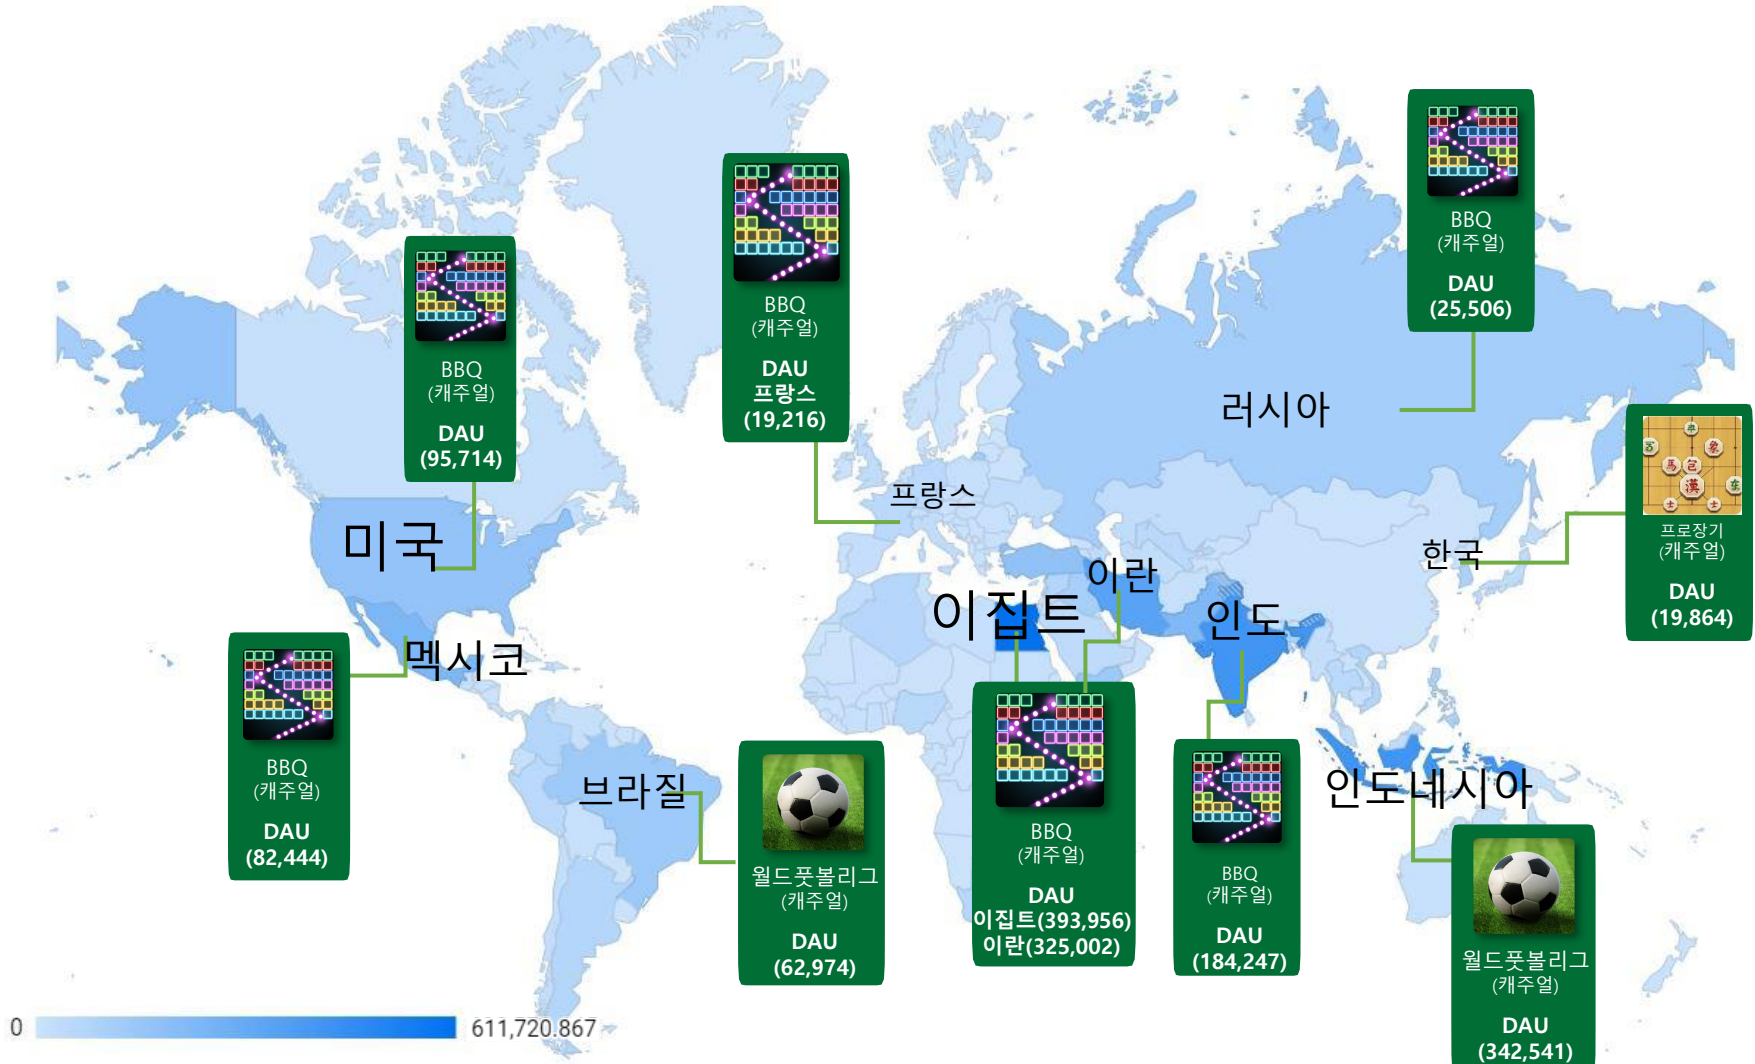 BBQ
(캐주얼)
DAU
(25,506)
BBQ
(캐주얼)
DAU
프랑스
(19,216)
BBQ
(캐주얼)
DAU
(95,714)
러시아
프랑스
미국
한국
프로장기
(캐주얼)
DAU
(19,864)
이란
이집트
인도
멕시코
BBQ
(캐주얼)
DAU
(82,444)
브라질
월드풋볼리그
(캐주얼)
DAU
(62,974)
BBQ
(캐주얼)
DAU
이집트(393,956)
이란(325,002)
BBQ
(캐주얼)
DAU
(184,247)
인도네시아
월드풋볼리그
(캐주얼)
DAU
(342,541)
0
611,720.867